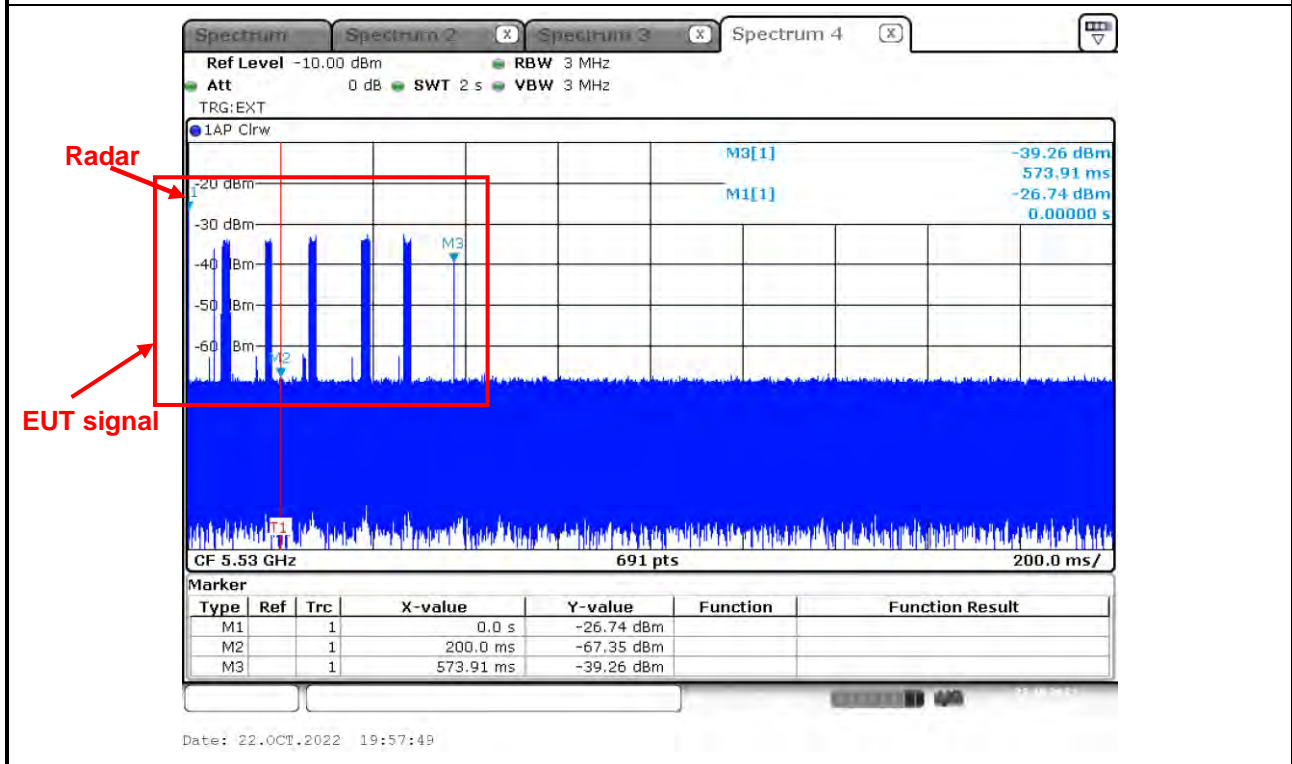 Spectrum Spectrum 2 X Spectrum 3 X Spectrum 4 X
Ref Level -10.00 dBm RBW 3 MHz
Att 0 dB SWT 2 s VBW 3 MHz
TRG:EXT
1AP Clrw
Radar
M3[1] -39.26 dBm
573.91 ms
-20 dBm
1
M1[1] -26.74 dBm
0.00000 s
-30 dBm
M3
-40 dBm
-50 dBm
-60 dBm
M2
EUT signal
T1
CF 5.53 GHz 691 pts 200.0 ms/
Marker
Type Ref Trc X-value Y-value Function Function Result
M1 1 0.0 s -26.74 dBm
M2 1 200.0 ms -67.35 dBm
M3 1 573.91 ms -39.26 dBm
Date: 22.OCT.2022 19:57:49